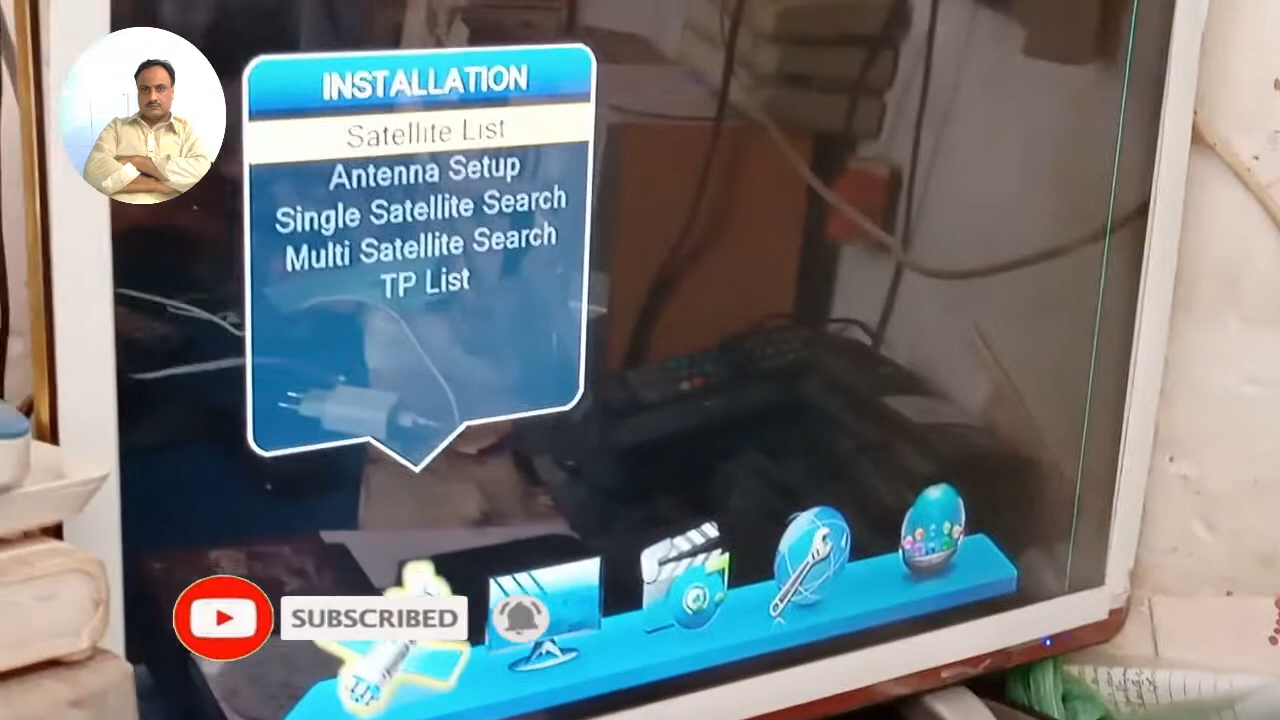 INSTALLATION
Satellite List
Antenna Setup
Single Satellite Search
Multi Satellite Search
TP List
SUBSCRIBED